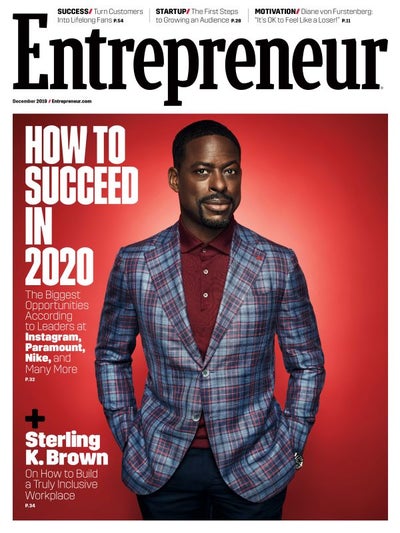 SUCCESS/ Turn Customers
Into Lifelong Fans P.54
STARTUP/ The First Steps
to Growing an Audience P.28
MOTIVATION/ Diane von Furstenberg:
"It's OK to Feel Like a Loser!" P.11
Entrepreneur
December 2019 / Entrepreneur.com
HOW TO
SUCCEED
IN
2020
The Biggest
Opportunities
According
to Leaders at
Instagram,
Paramount,
Nike, and
Many More
P.32
+
Sterling
K. Brown
On How to Build
a Truly Inclusive
Workplace
P.34